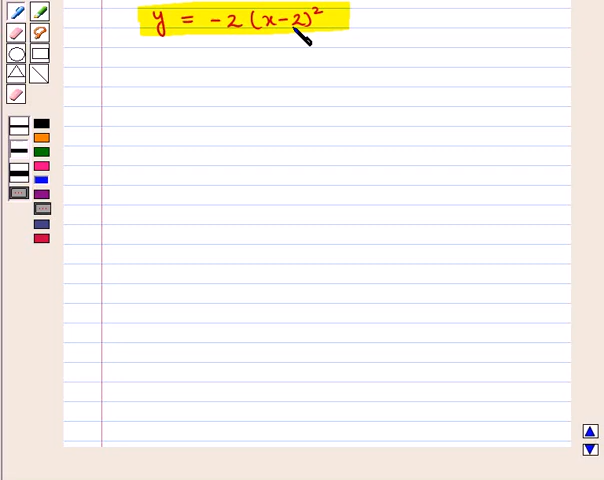 y = -2 (x-2)²